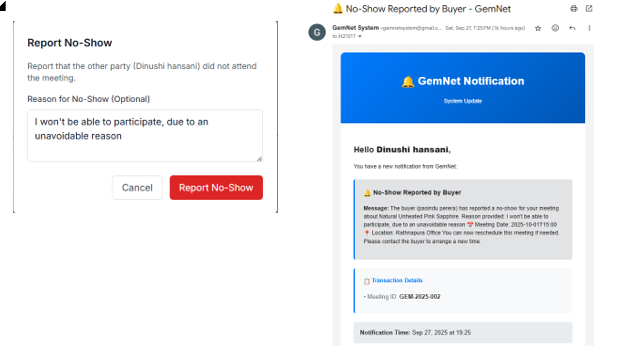 Report No-Show
Report that the other party (Dinushi hansani) did not attend
the meeting.
Reason for No-Show (Optional)
I won't be able to participate, due to an
unavoidable reason
Cancel
Report No-Show
🔔 No-Show Reported by Buyer - GemNet
G
GemNet System
Sat, Sep 27, 7:25 PM (16 hours ago)
🔔 GemNet Notification
System Update
Hello Dinushi hansani,
You have a new notification from GemNet:
🔔 No-Show Reported by Buyer
Message: The buyer (pasindu perera) has reported a no-show for your meeting
about Natural Unheated Pink Sapphire. Reason provided: I won't be able to
participate, due to an unavoidable reason 📅 Meeting Date: 2025-10-01T15:00
📍 Location: Rathnapura Office You can now reschedule this meeting if needed.
Please contact the buyer to arrange a new time.
📋 Transaction Details
• Meeting ID: GEM-2025-002
Notification Time: Sep 27, 2025 at 19:25